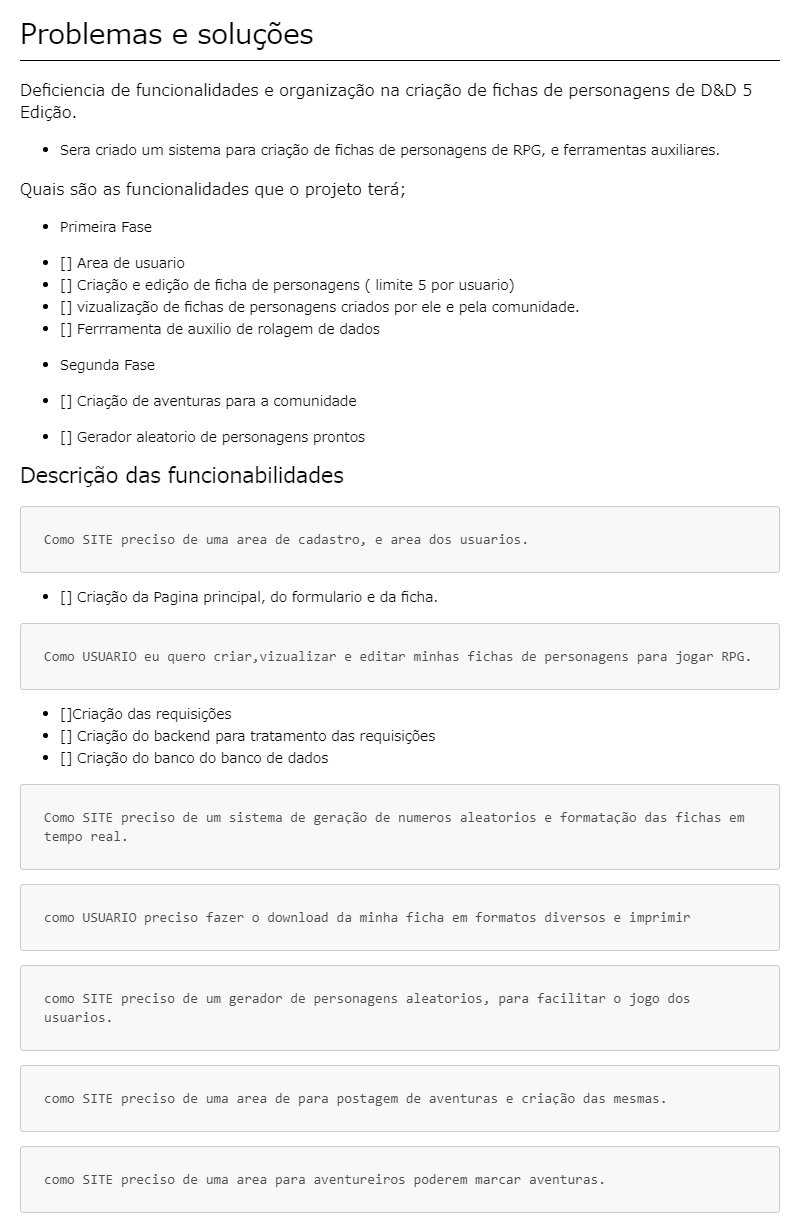 Problemas e soluções
Deficiencia de funcionalidades e organização na criação de fichas de personagens de D&D 5
Edição.
• Sera criado um sistema para criação de fichas de personagens de RPG, e ferramentas auxiliares.
Quais são as funcionalidades que o projeto terá;
• Primeira Fase
• [] Area de usuario
• [] Criação e edição de ficha de personagens ( limite 5 por usuario)
• [] vizualização de fichas de personagens criados por ele e pela comunidade.
• [] Ferrramenta de auxilio de rolagem de dados
• Segunda Fase
• [] Criação de aventuras para a comunidade
• [] Gerador aleatorio de personagens prontos
Descrição das funcionabilidades
Como SITE preciso de uma area de cadastro, e area dos usuarios.
• [] Criação da Pagina principal, do formulario e da ficha.
Como USUARIO eu quero criar,vizualizar e editar minhas fichas de personagens para jogar RPG.
• []Criação das requisições
• [] Criação do backend para tratamento das requisições
• [] Criação do banco do banco de dados
Como SITE preciso de um sistema de geração de numeros aleatorios e formatação das fichas em
tempo real.
como USUARIO preciso fazer o download da minha ficha em formatos diversos e imprimir
como SITE preciso de um gerador de personagens aleatorios, para facilitar o jogo dos
usuarios.
como SITE preciso de uma area de para postagem de aventuras e criação das mesmas.
como SITE preciso de uma area para aventureiros poderem marcar aventuras.